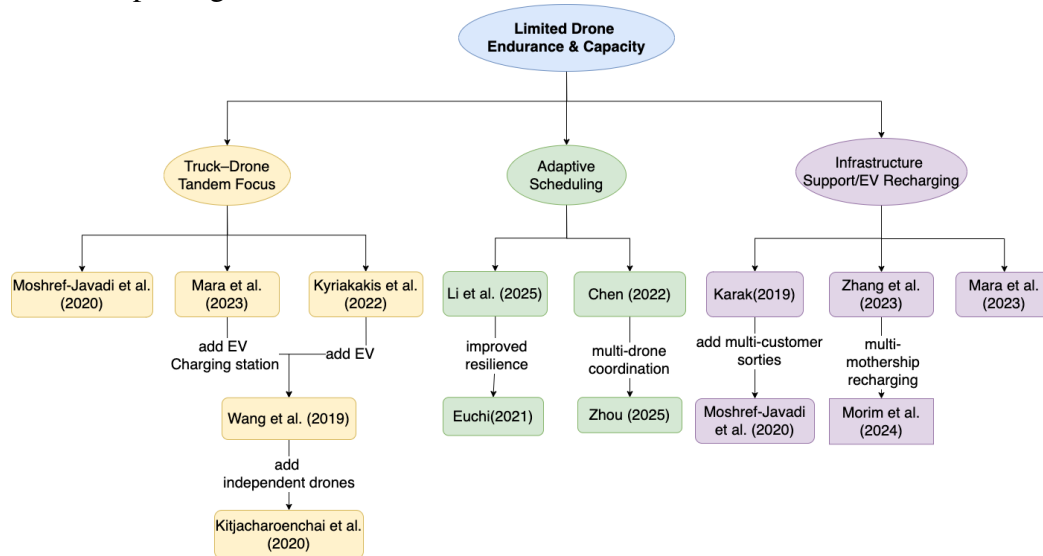 Limited Drone
Endurance & Capacity
Truck–Drone
Tandem Focus
Adaptive
Scheduling
Infrastructure
Support/EV Recharging
Moshref-Javadi et al.
(2020)
Mara et al.
(2023)
Kyriakakis et al.
(2022)
Li et al. (2025)
Chen (2022)
Karak(2019)
Zhang et al.
(2023)
Mara et al.
(2023)
add EV
Charging station
add EV
improved
resilience
multi-drone
coordination
add multi-customer
sorties
multi-
mothership
recharging
Wang et al. (2019)
Euchi(2021)
Zhou (2025)
Moshref-Javadi
et al. (2020)
Morim et al.
(2024)
add
independent drones
Kitjacharoenchai et al.
(2020)